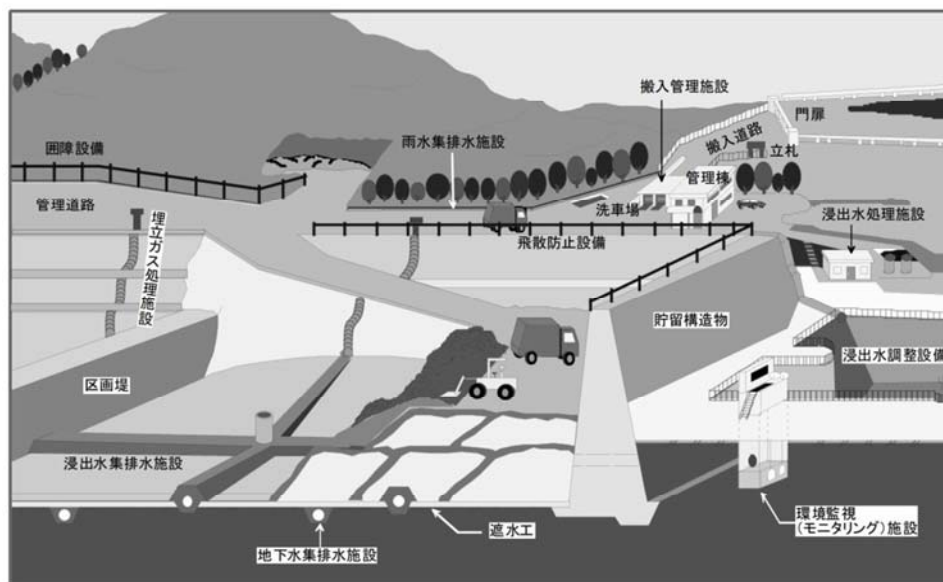 搬入管理施設
門扉
囲障設備
雨水集排水施設
搬入道路
立札
管理棟
管理道路
洗車場
浸出水処理施設
飛散防止設備
埋立ガス処理施設
貯留構造物
浸出水調整設備
区画堤
浸出水集排水施設
環境監視
(モニタリング)施設
遮水工
地下水集排水施設